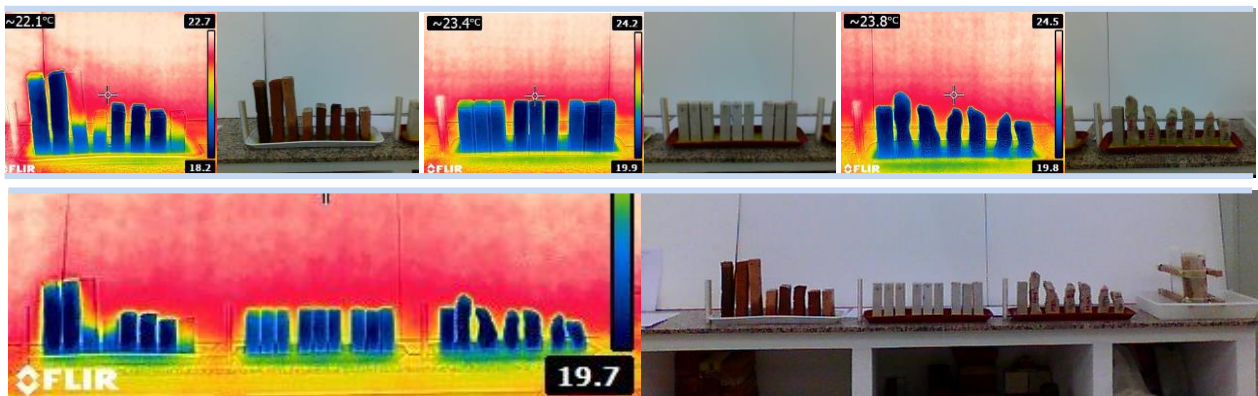 ~22.1°C
22.7
18.2
FLIR
~23.4°C
24.2
19.9
FLIR
~23.8°C
24.5
19.8
FLIR
FLIR
19.7